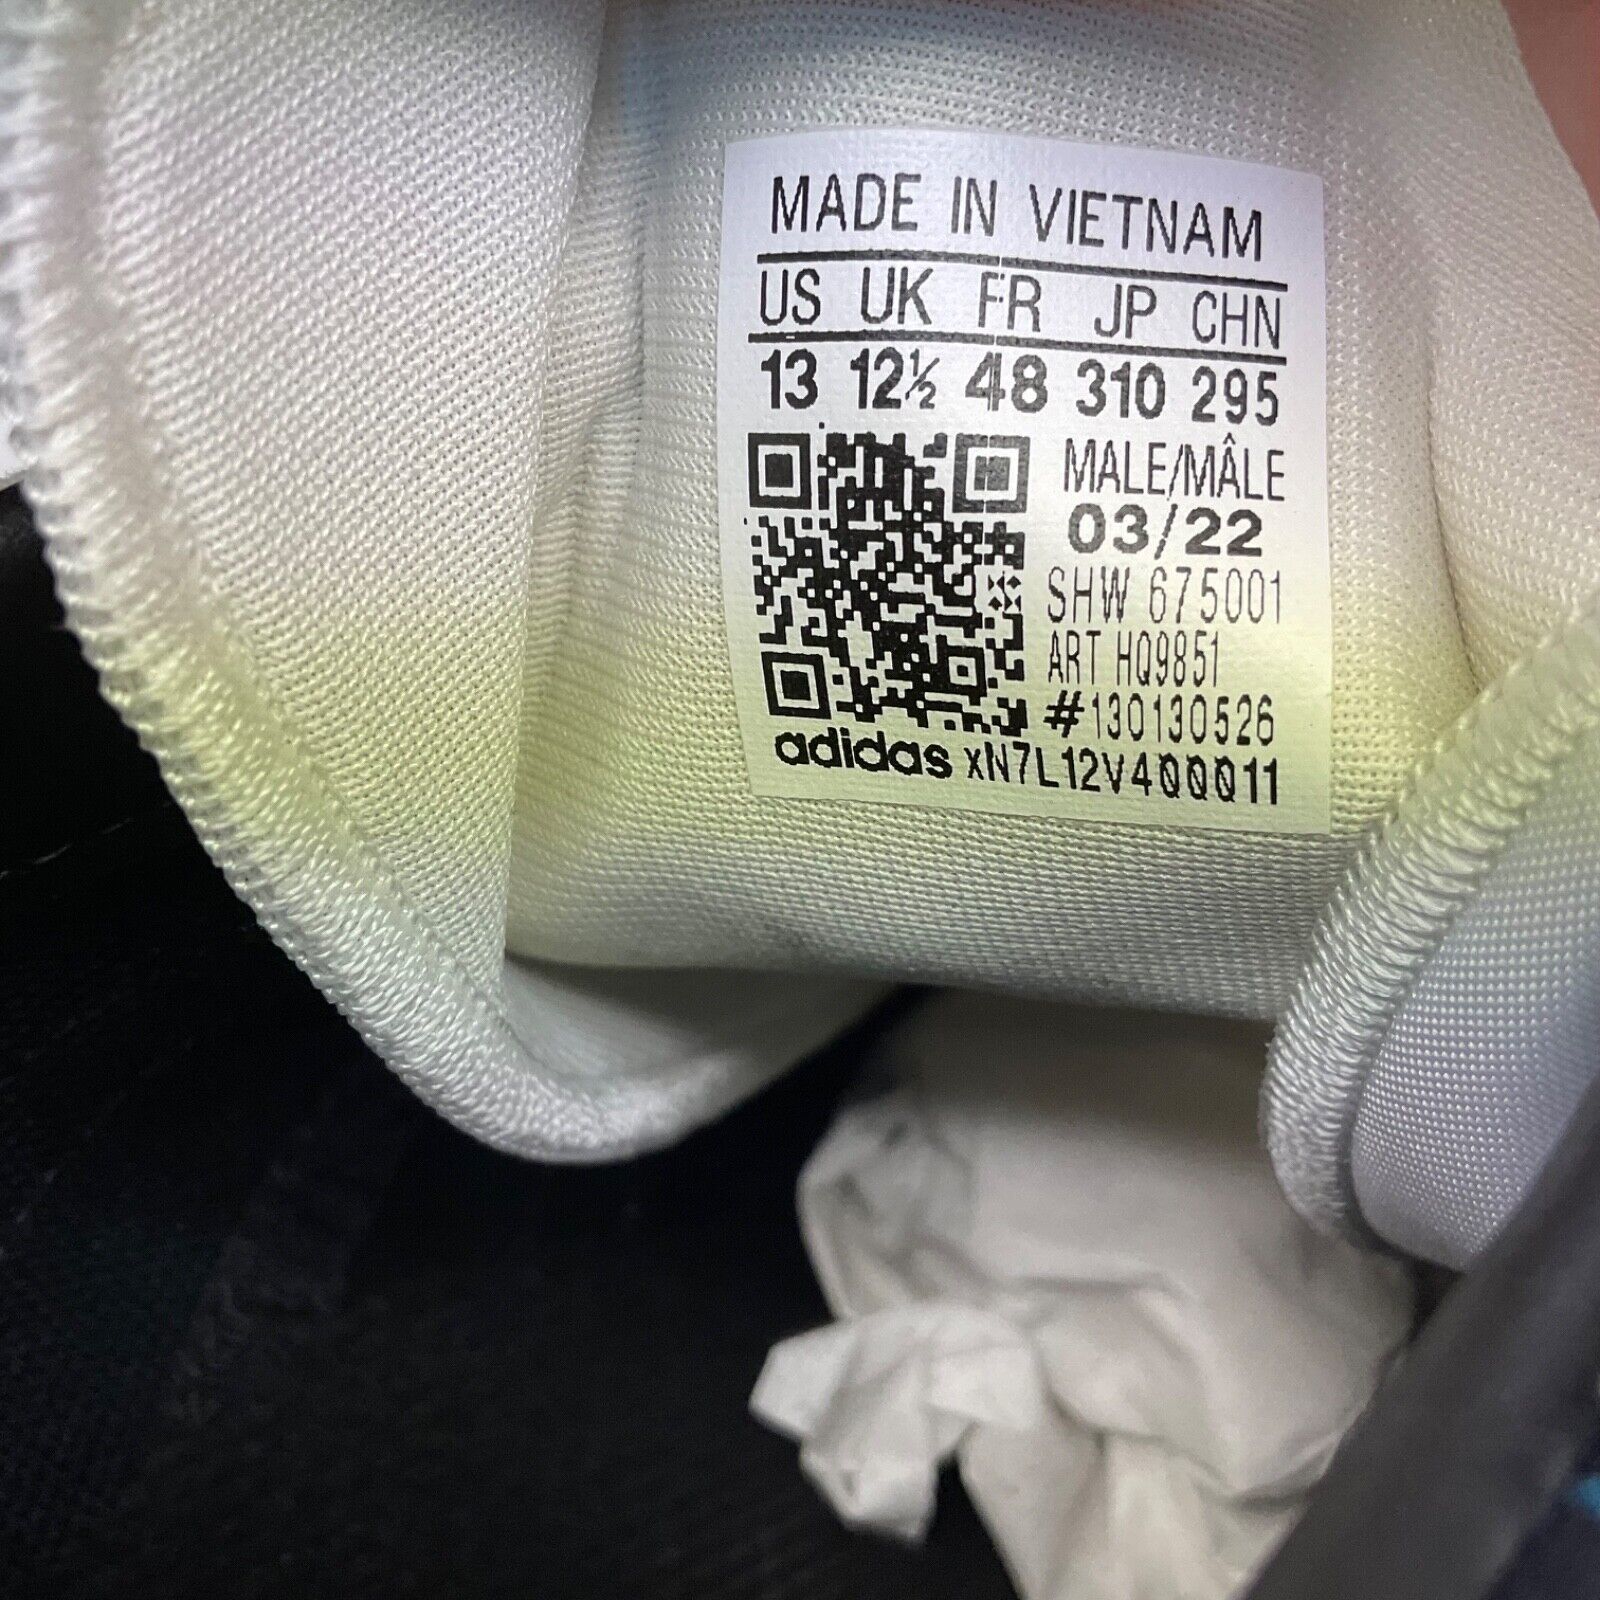 MADE IN VIETNAM
US UK FR JP CHN
13 12½ 48 310 295
MALE/MÂLE
03/22
SHW 675001
ART HQ9851
#130130526
adidas xN7L12V400011